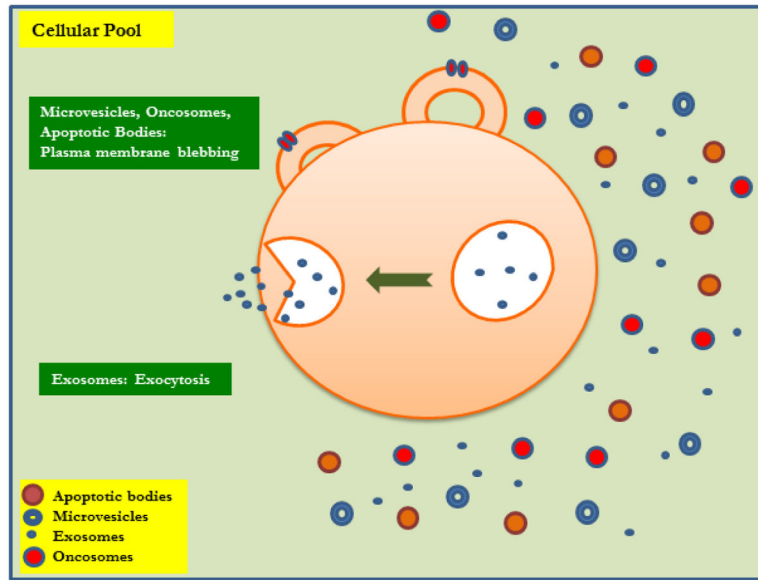 Cellular Pool
Microvesicles, Oncosomes,
Apoptotic Bodies:
Plasma membrane blebbing
Exosomes: Exocytosis
Apoptotic bodies
Microvesicles
Exosomes
Oncosomes